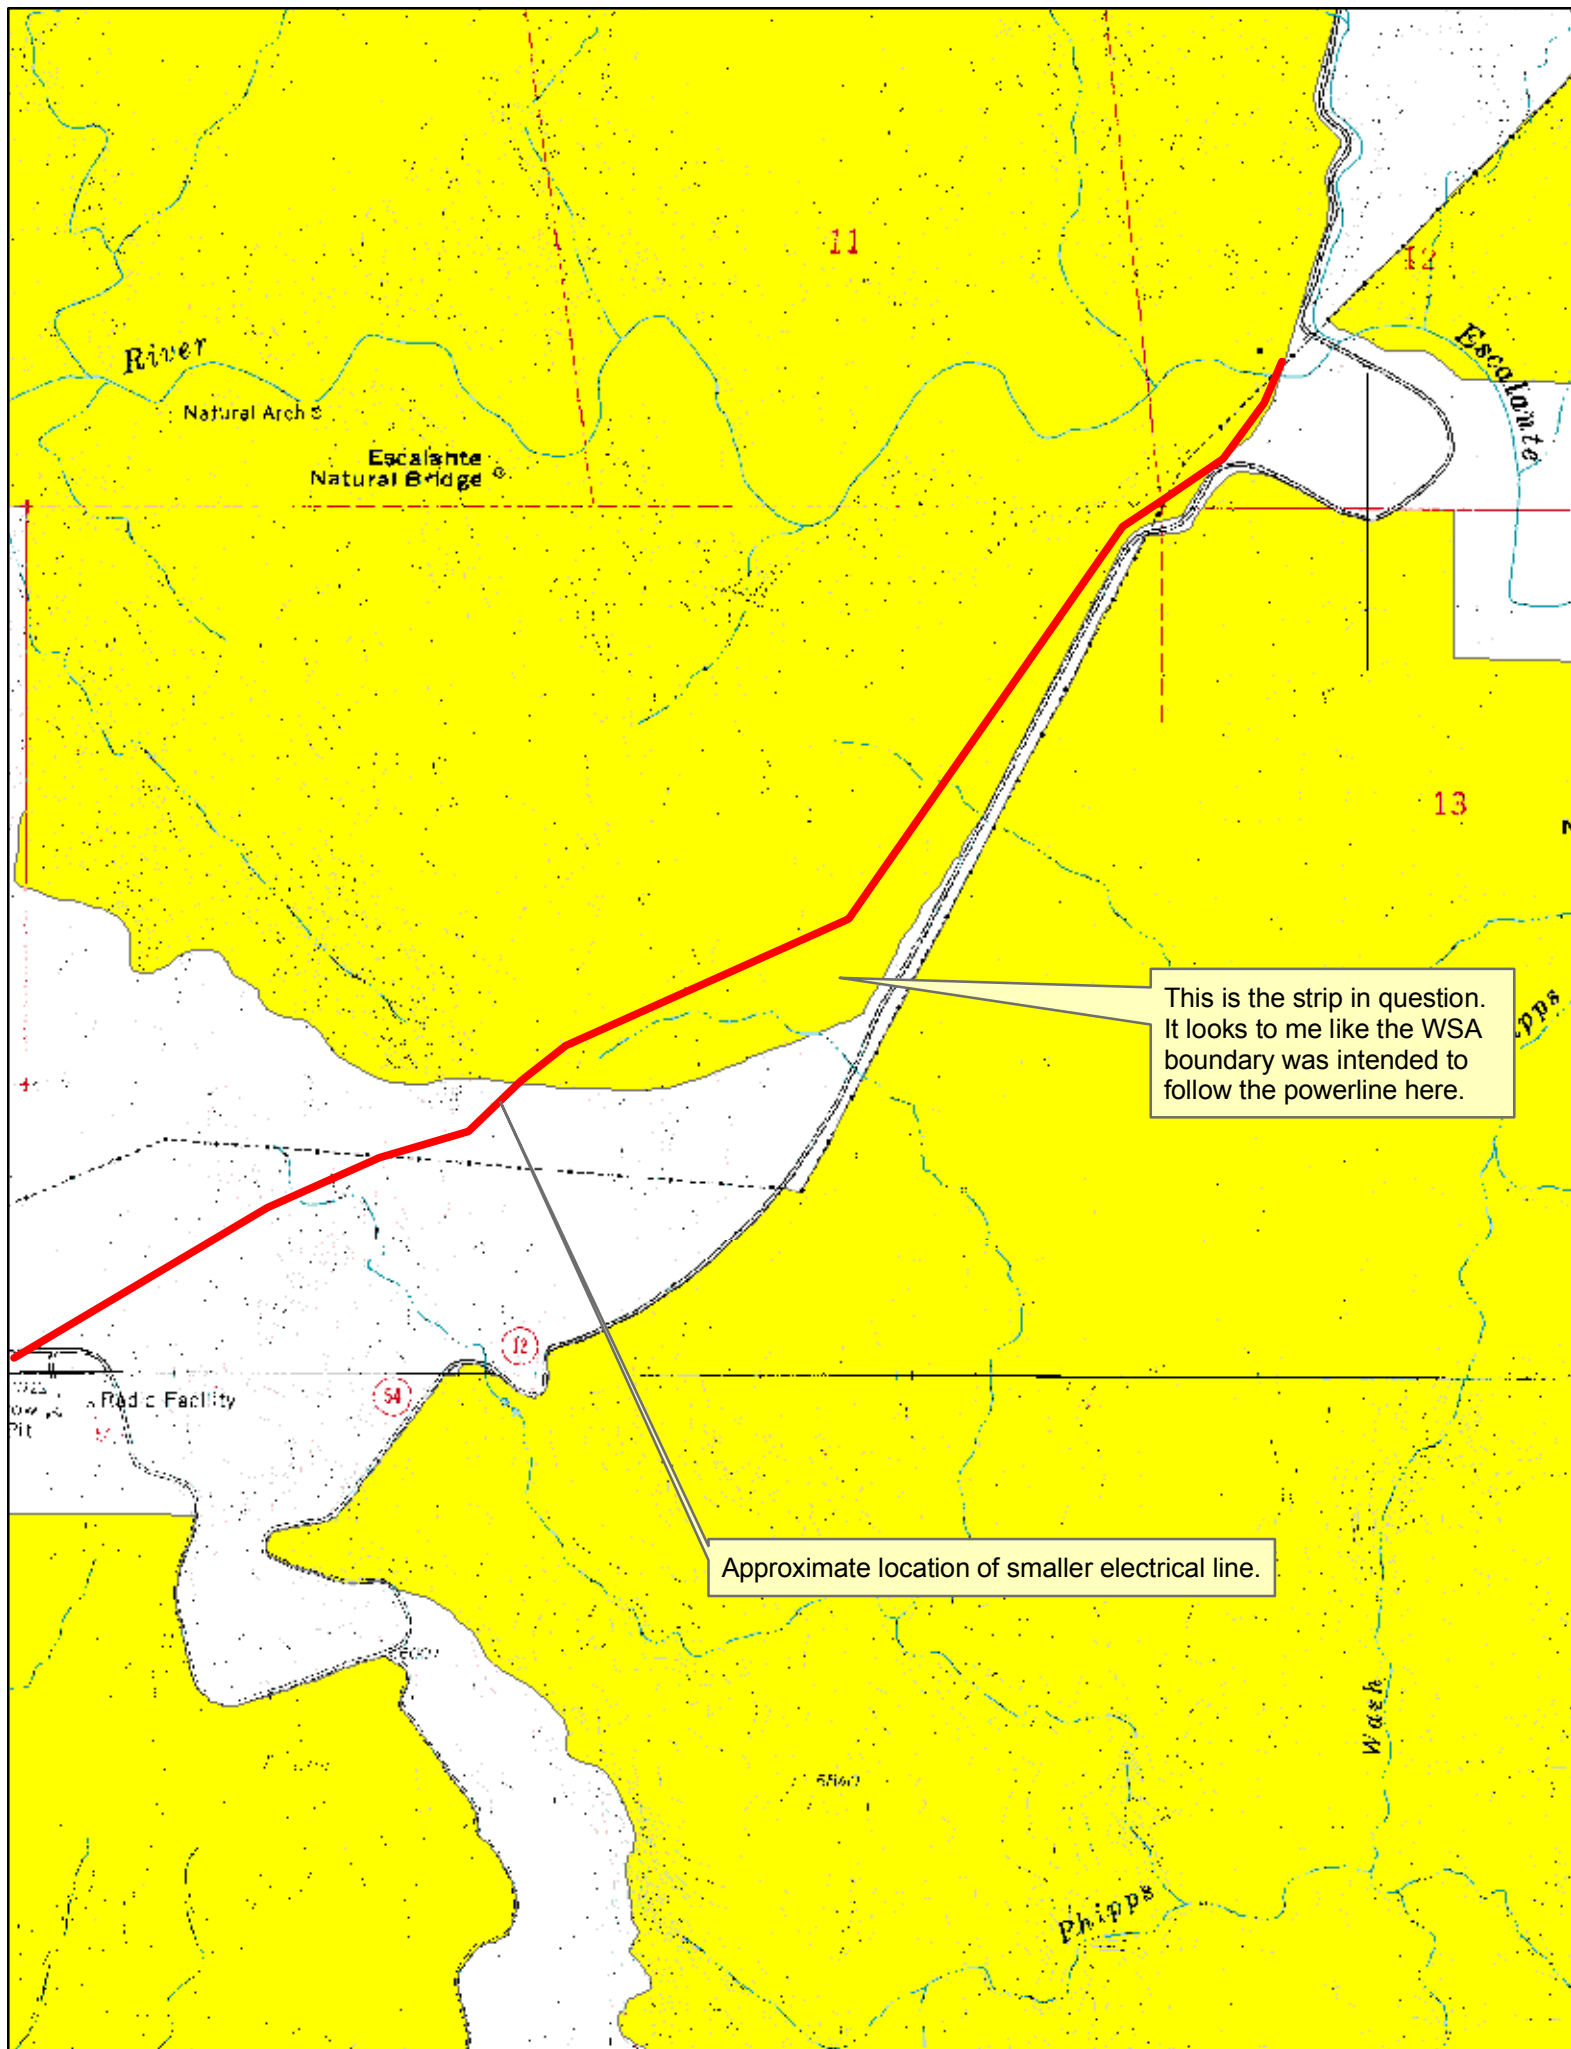 11
12
River
Escalante
Natural Arch
Escalante
Natural Bridge
13
This is the strip in question.
It looks to me like the WSA
boundary was intended to
follow the powerline here.
12
54
Radio Facility
Pit
Approximate location of smaller electrical line.
Wash
Phipps